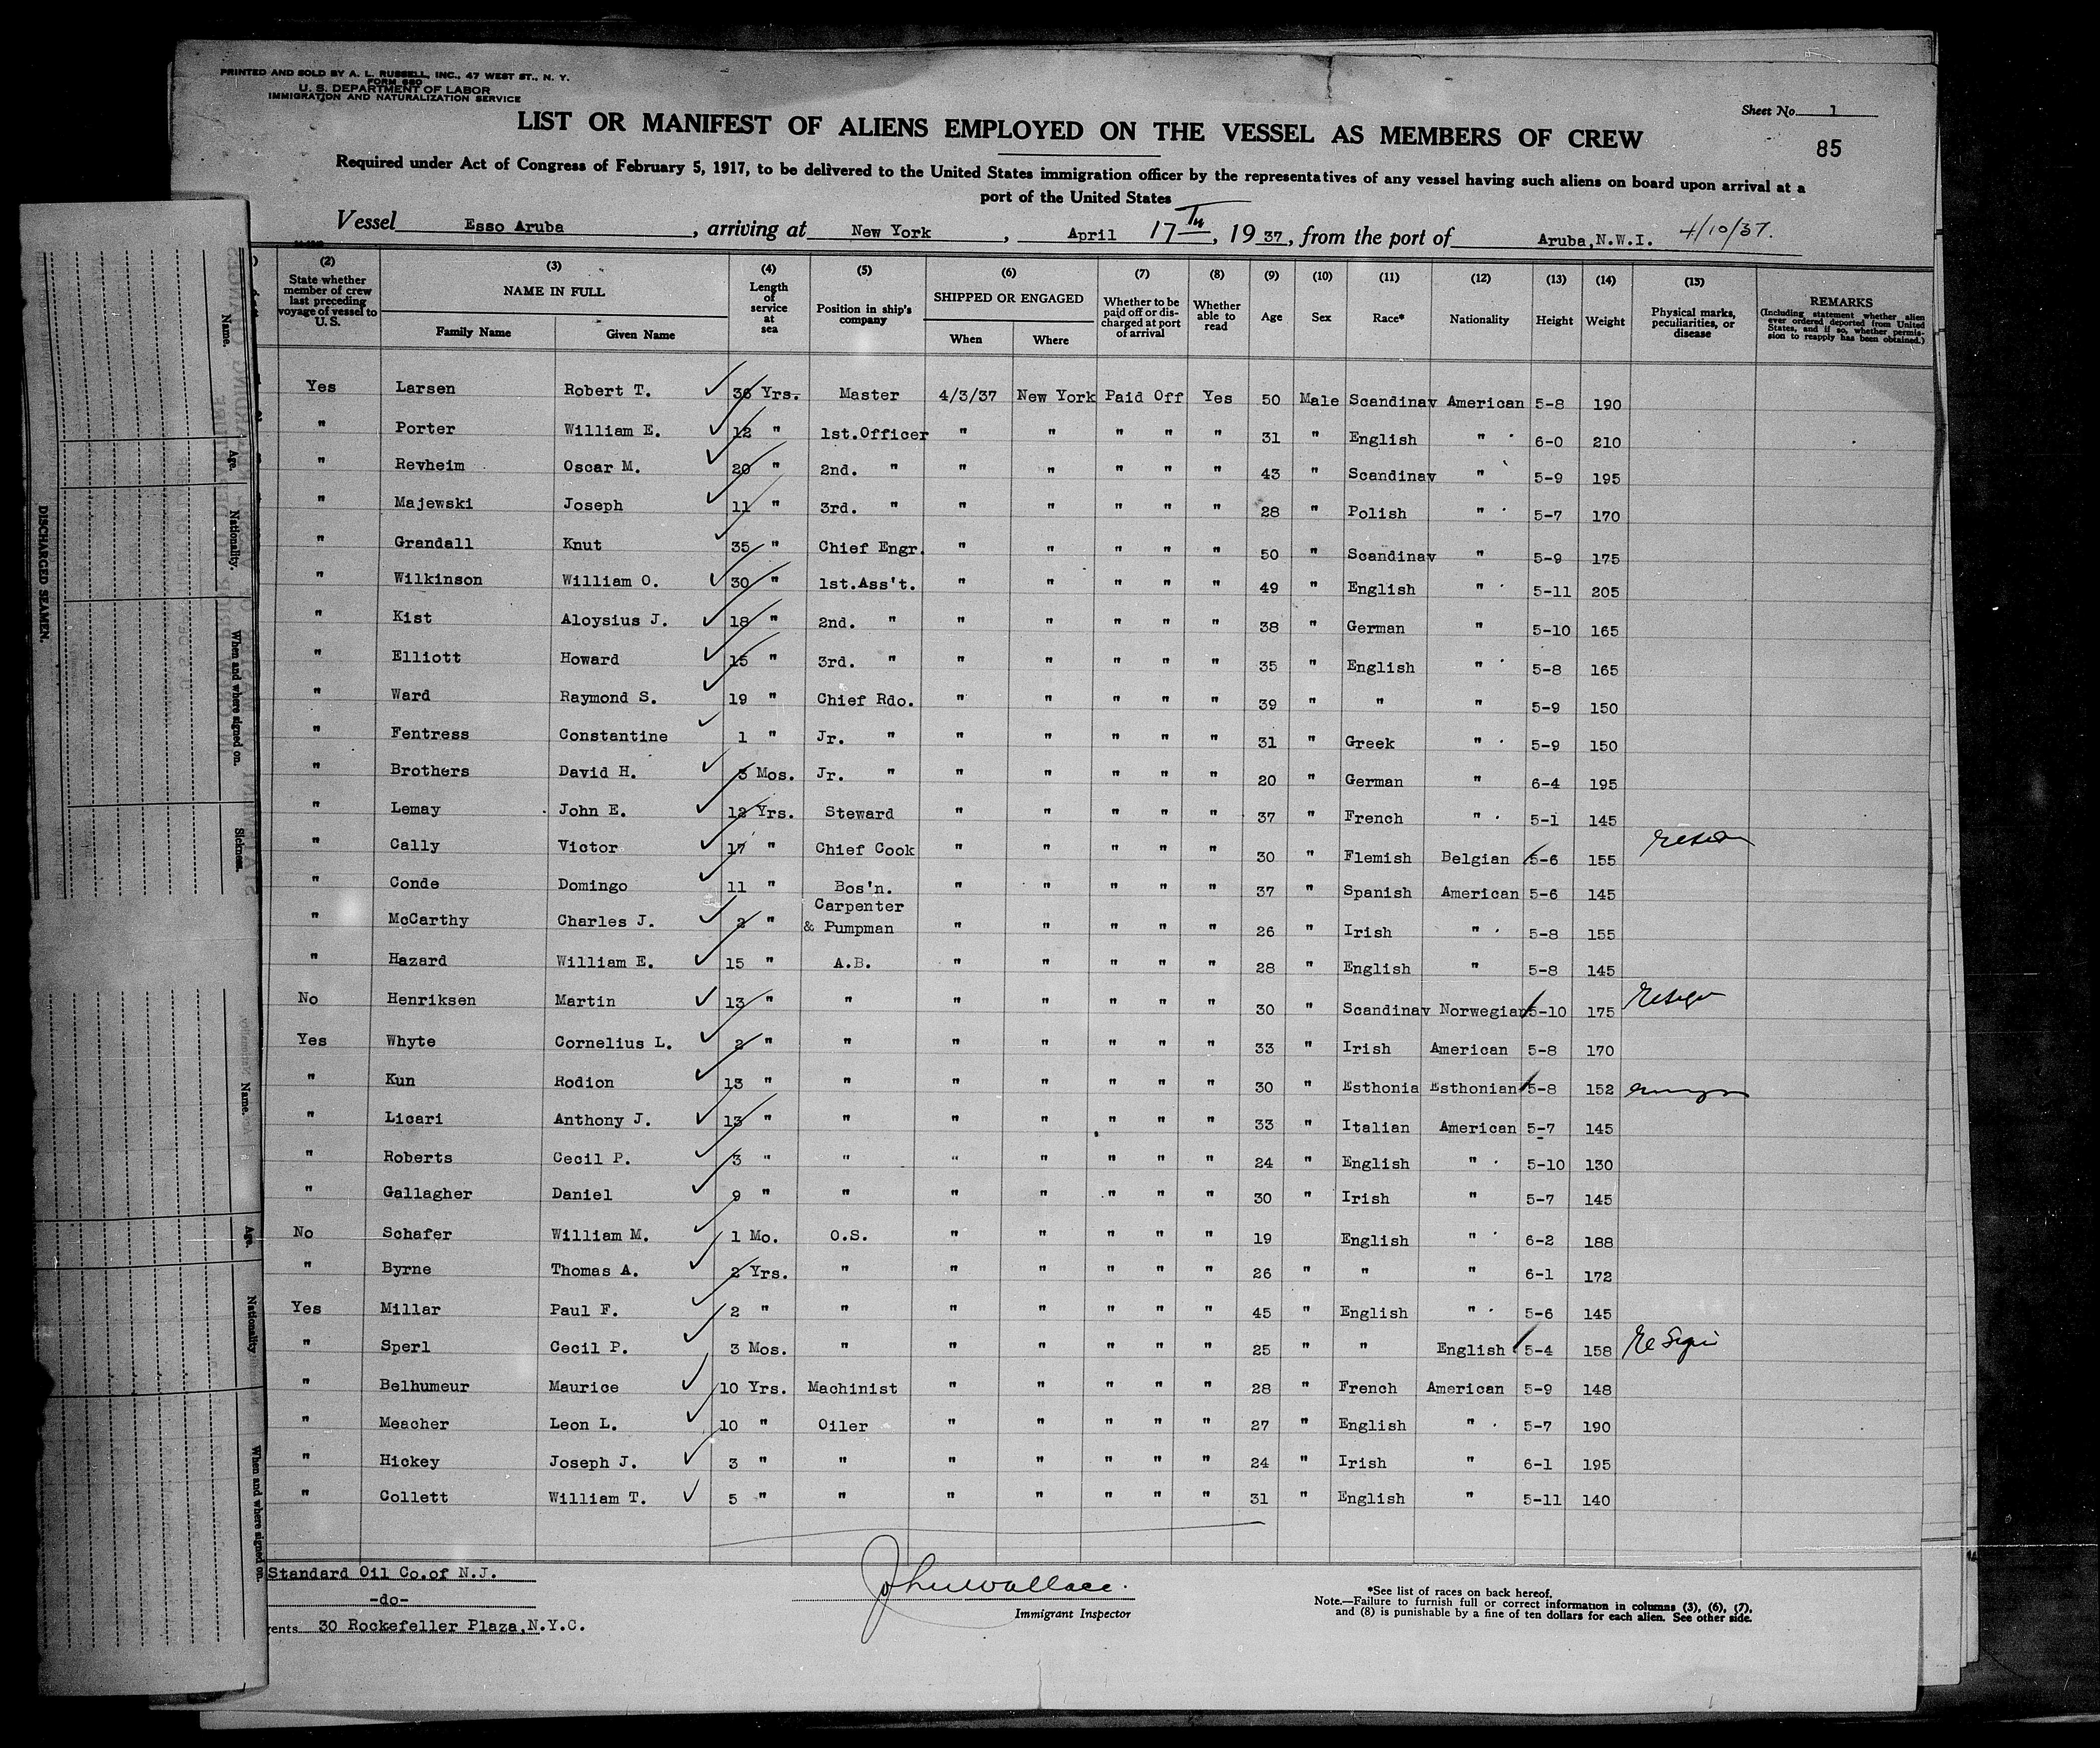 PRINTED AND SOLD BY A. L. RUSSELL, INC., 47 WEST ST., N. Y.
FORM 680
U. S. DEPARTMENT OF LABOR
IMMIGRATION AND NATURALIZATION SERVICE
Sheet No. 1
LIST OR MANIFEST OF ALIENS EMPLOYED ON THE VESSEL AS MEMBERS OF CREW
85
Required under Act of Congress of February 5, 1917, to be delivered to the United States immigration officer by the representatives of any vessel having such aliens on board upon arrival at a
port of the United States
Vessel Esso Aruba, arriving at New York, April 17 TH, 19 37, from the port of Aruba, N.W.I. 4/10/37.
(2) (3) (4) (5) (6) (7) (8) (9) (10) (11) (12) (13) (14) (15)
State whether member of crew last preceding voyage of vessel to U. S. NAME IN FULL Family Name Given Name Length of service at sea Position in ship's company SHIPPED OR ENGAGED When Where Whether to be paid off or discharged at port of arrival Whether able to read Age Sex Race* Nationality Height Weight Physical marks, peculiarities, or disease REMARKS (Including statement whether alien ever ordered deported from United States, and if so, whether permission to reapply has been obtained.)
Yes Larsen Robert T. 36 Yrs. Master 4/3/37 New York Paid Off Yes 50 Male Scandinav American 5-8 190
" Porter William E. 12 " 1st.Officer " " " " " 31 " English " 6-0 210
" Revheim Oscar M. 20 " 2nd. " " " " " " 43 " Scandinav " 5-9 195
" Majewski Joseph 11 " 3rd. " " " " " " 28 " Polish " 5-7 170
" Grandall Knut 35 " Chief Engr. " " " " " 50 " Scandinav " 5-9 175
" Wilkinson William O. 30 " 1st.Ass't. " " " " " 49 " English " 5-11 205
" Kist Aloysius J. 18 " 2nd. " " " " " " 38 " German " 5-10 165
" Elliott Howard 15 " 3rd. " " " " " " 35 " English " 5-8 165
" Ward Raymond S. 19 " Chief Rdo. " " " " " 39 " " " 5-9 150
" Fentress Constantine 1 " Jr. " " " " " " 31 " Greek " 5-9 150
" Brothers David H. 3 Mos. Jr. " " " " " " 20 " German " 6-4 195
" Lemay John E. 12 Yrs. Steward " " " " " 37 " French " 5-1 145
" Cally Victor 17 " Chief Cook " " " " " 30 " Flemish Belgian 5-6 155
" Conde Domingo 11 " Bos'n. " " " " " 37 " Spanish American 5-6 145
" McCarthy Charles J. 2 " Carpenter & Pumpman " " " " " 26 " Irish " 5-8 155
" Hazard William E. 15 " A.B. " " " " " 28 " English " 5-8 145
No Henriksen Martin 13 " " " " " " " 30 " Scandinav Norwegian 5-10 175
Yes Whyte Cornelius L. 2 " " " " " " " 33 " Irish American 5-8 170
" Kun Rodion 13 " " " " " " " 30 " Esthonia Esthonian 5-8 152
" Licari Anthony J. 13 " " " " " " " 33 " Italian American 5-7 145
" Roberts Cecil P. 3 " " " " " " " 24 " English " 5-10 130
" Gallagher Daniel 9 " " " " " " " 30 " Irish " 5-7 145
No Schafer William M. 1 Mo. O.S. " " " " " 19 " English " 6-2 188
" Byrne Thomas A. 2 Yrs. " " " " " " 26 " " " 6-1 172
Yes Millar Paul F. 2 " " " " " " " 45 " English " 5-6 145
" Sperl Cecil P. 3 Mos. " " " " " " 25 " " English 5-4 158
" Belhumeur Maurice 10 Yrs. Machinist " " " " " 28 " French American 5-9 148
" Meacher Leon L. 10 " Oiler " " " " " 27 " English " 5-7 190
" Hickey Joseph J. 3 " " " " " " " 24 " Irish " 6-1 195
" Collett William T. 5 " " " " " " " 31 " English " 5-11 140
Standard Oil Co.of N.J.
-do-
30 Rockefeller Plaza,N.Y.C.
John Wallace.
Immigrant Inspector
*See list of races on back hereof.
Note.—Failure to furnish full or correct information in columns (3), (6), (7),
and (8) is punishable by a fine of ten dollars for each alien. See other side.
DISCHARGED SEAMEN.
Name.
Age.
Nationality.
When and where signed on.
Sickness.
Name.
Age.
Nationality
When and where signed on.